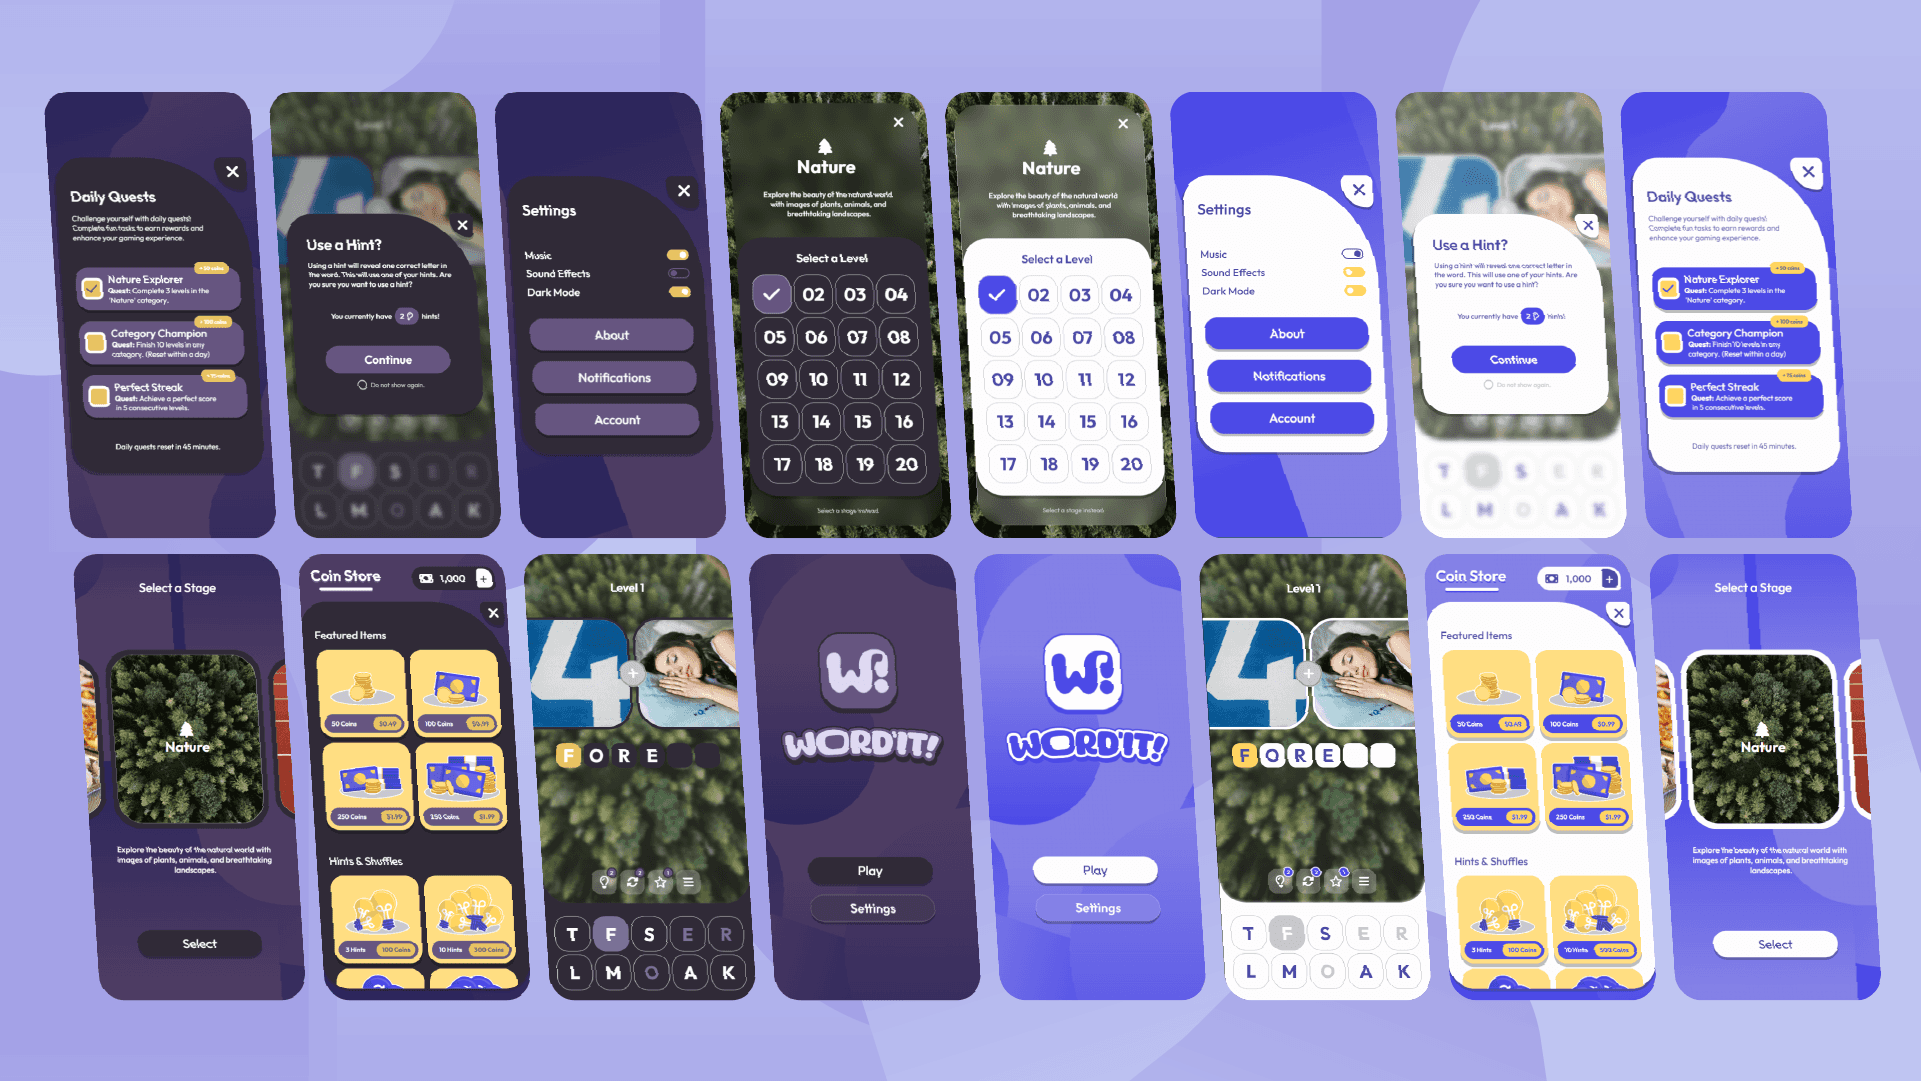 Daily Quests
Challenge yourself with daily quests!
Complete fun tasks to earn rewards and
enhance your gaming experience.
Nature Explorer
Quest: Complete 3 levels in the
'Nature' category.
+100 coins
Category Champion
Quest: Finish 10 levels in any
category. (Reset within a day)
Perfect Streak
Quest: Achieve a perfect score
in 5 consecutive levels.
Daily quests reset in 45 minutes.
Level 1
Use a Hint?
Using a hint will reveal one correct letter in
the word. This will use one of your hints. Are
you sure you want to use a hint?
You currently have 2 hints!
Continue
Do not show again.
T F S E R
L M O A K
Settings
Music
Sound Effects
Dark Mode
About
Notifications
Account
Nature
Explore the beauty of the natural world
with images of plants, animals, and
breathtaking landscapes.
Select a Level
02 03 04
05 06 07 08
09 10 11 12
13 14 15 16
17 18 19 20
Select a stage instead.
Nature
Explore the beauty of the natural world
with images of plants, animals, and
breathtaking landscapes.
Select a Level
02 03 04
05 06 07 08
09 10 11 12
13 14 15 16
17 18 19 20
Select a stage instead.
Settings
Music
Sound Effects
Dark Mode
About
Notifications
Account
Level 1
Use a Hint?
Using a hint will reveal one correct letter in
the word. This will use one of your hints. Are
you sure you want to use a hint?
You currently have 2 hints!
Continue
Do not show again.
T F S E R
L M O A K
Daily Quests
Challenge yourself with daily quests!
Complete fun tasks to earn rewards and
enhance your gaming experience.
Nature Explorer
Quest: Complete 3 levels in the
'Nature' category.
+100 coins
Category Champion
Quest: Finish 10 levels in any
category. (Reset within a day)
+75 coins
Perfect Streak
Quest: Achieve a perfect score
in 5 consecutive levels.
Daily quests reset in 45 minutes.
Select a Stage
Nature
Explore the beauty of the natural world with
images of plants, animals, and breathtaking
landscapes.
Select
Coin Store
1,000
Featured Items
50 Coins $0.49
100 Coins $0.99
250 Coins $1.99
250 Coins $1.99
Hints & Shuffles
3 Hints 100 Coins
10 Hints 300 Coins
Level 1
4
F O R E
2 2 1
T F S E R
L M O A K
W!
WORD'IT!
Play
Settings
W!
WORD'IT!
Play
Settings
Level 1
4
F O R E
T F S E R
L M O A K
Coin Store
1,000
Featured Items
50 Coins $0.49
100 Coins $0.99
250 Coins $1.99
250 Coins $1.99
Hints & Shuffles
3 Hints 100 Coins
10 Hints
Select a Stage
Nature
Explore the beauty of the natural world with
images of plants, animals, and breathtaking
landscapes.
Select